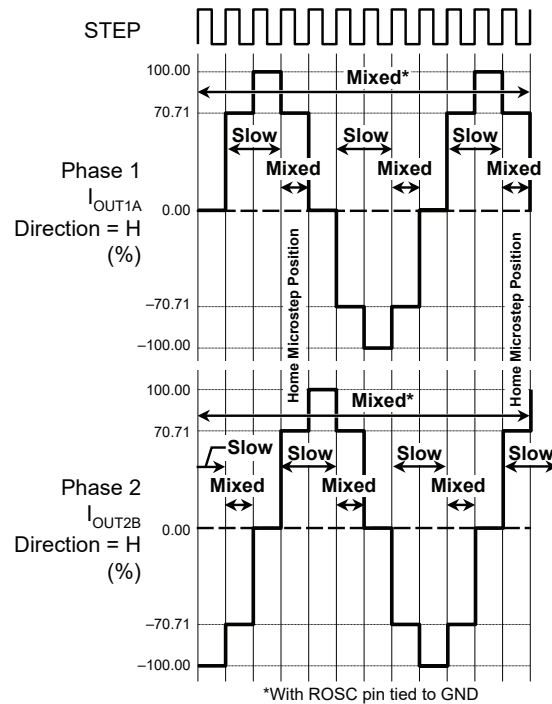 STEP
100.00
Mixed*
70.71
Slow
Slow
Slow
Mixed
Mixed
Mixed
Phase 1
I_OUT1A
Direction = H
(%)
0.00
Home Microstep Position
Home Microstep Position
–70.71
–100.00
100.00
Mixed*
70.71
Slow
Slow
Slow
Slow
Mixed
Mixed
Mixed
Phase 2
I_OUT2B
Direction = H
(%)
0.00
–70.71
–100.00
*With ROSC pin tied to GND